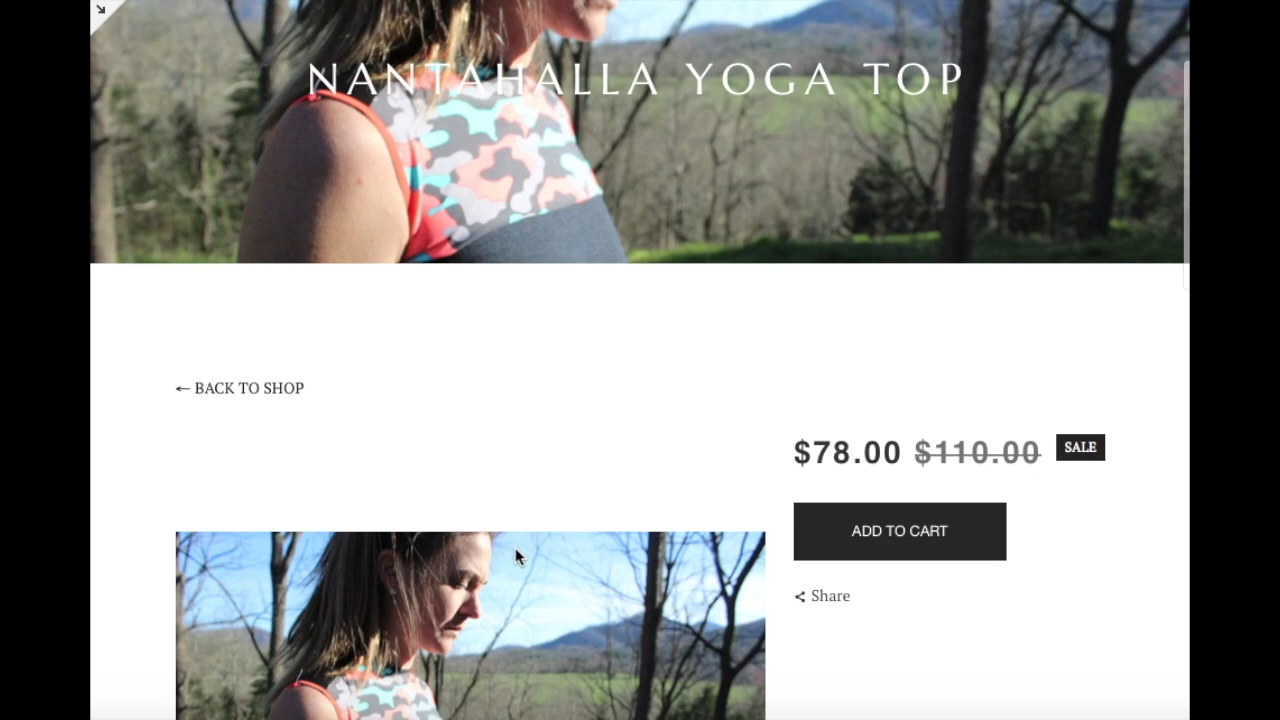 NANTAHALLA YOGA TOP
← BACK TO SHOP
$78.00 $110.00 SALE
ADD TO CART
Share